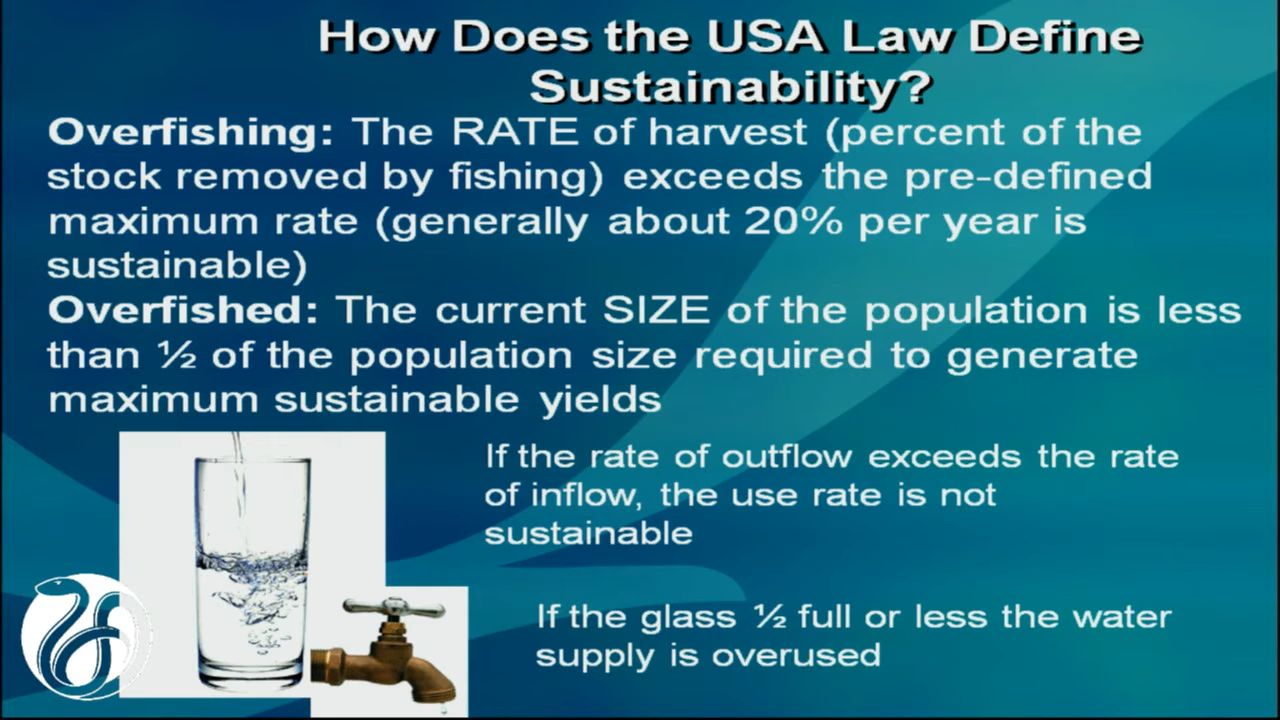 How Does the USA Law Define
Sustainability?
Overfishing: The RATE of harvest (percent of the
stock removed by fishing) exceeds the pre-defined
maximum rate (generally about 20% per year is
sustainable)
Overfished: The current SIZE of the population is less
than ½ of the population size required to generate
maximum sustainable yields
If the rate of outflow exceeds the rate
of inflow, the use rate is not
sustainable
If the glass ½ full or less the water
supply is overused